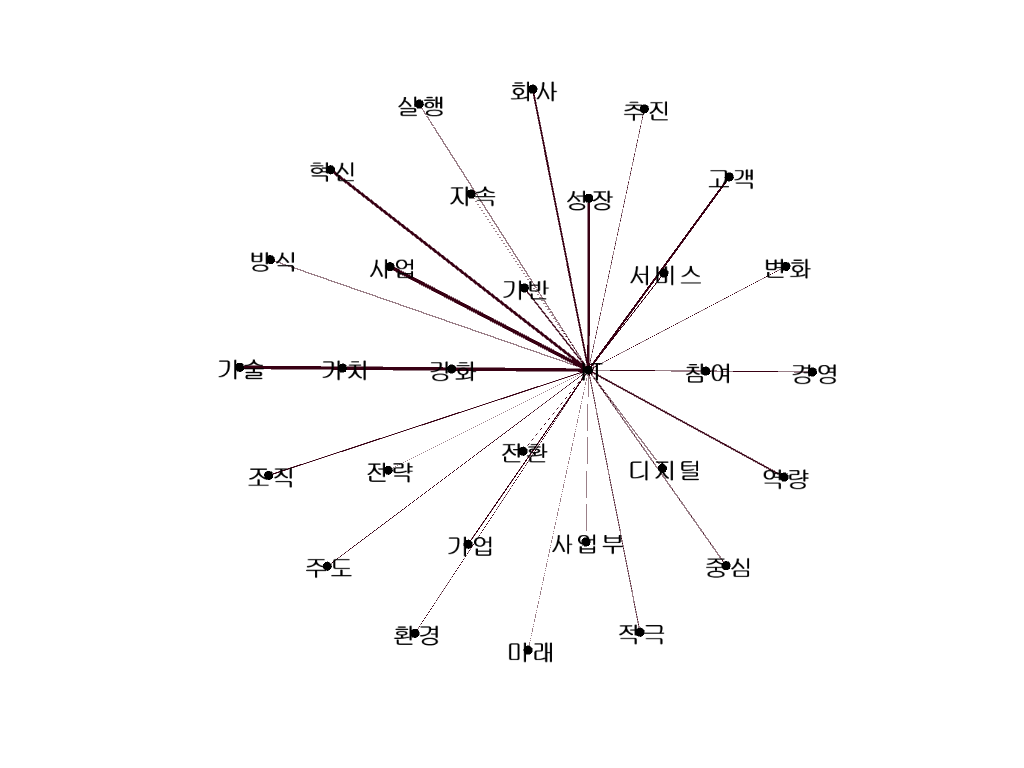 회사
실행
추진
혁신
고객
지속
성장
방식
사업
서비스
변화
기반
기술
가치
강화
참여
경영
전환
조직
전략
디지털
역량
기업
사업부
주도
중심
환경
적극
미래